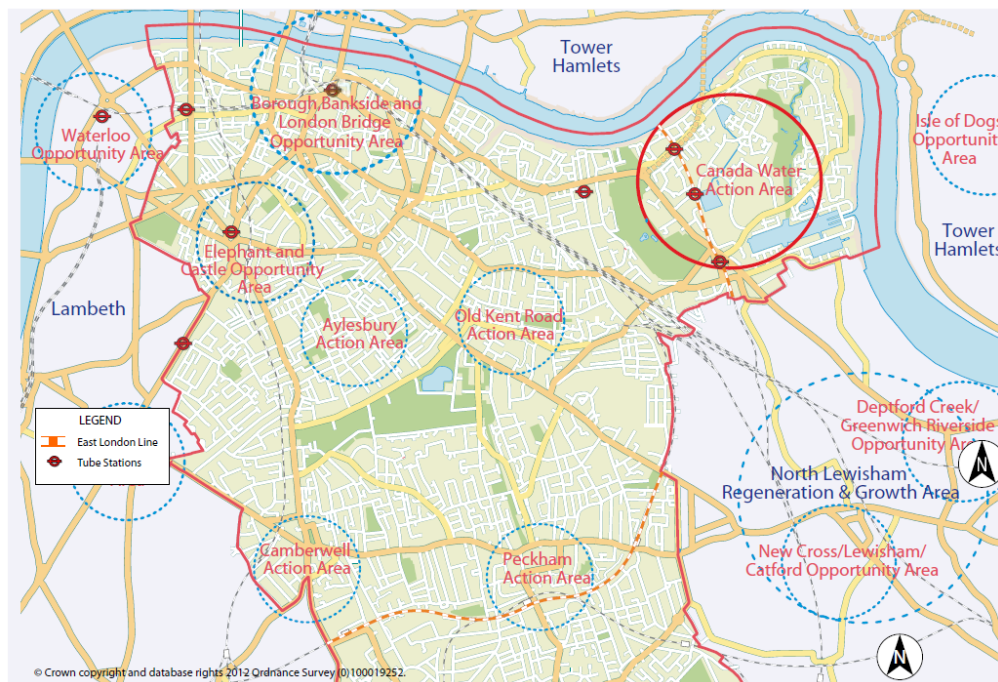 Tower
Hamlets
Borough,Bankside and
London Bridge
Opportunity Area
Waterloo
Opportunity Area
Isle of Dogs
Opportunity
Area
Canada Water
Action Area
Elephant and
Castle Opportunity
Area
Tower
Hamlets
Lambeth
Aylesbury
Action Area
Old Kent Road
Action Area
LEGEND
East London Line
Tube Stations
Deptford Creek/
Greenwich Riverside
Opportunity Area
N
North Lewisham
Regeneration & Growth Area
Camberwell
Action Area
Peckham
Action Area
New Cross/Lewisham/
Catford Opportunity Area
N
© Crown copyright and database rights 2012 Ordnance Survey (0)100019252.